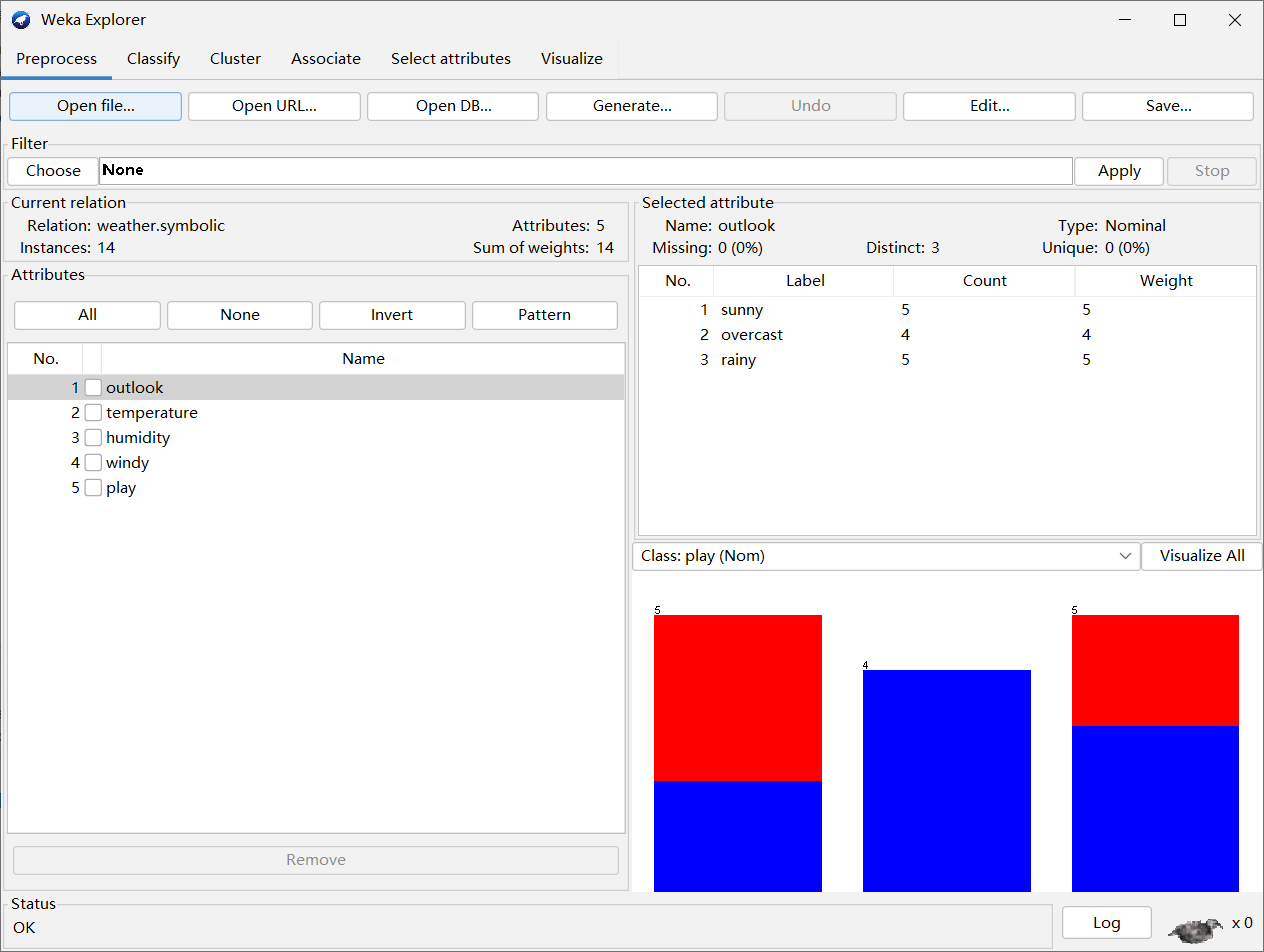 Weka Explorer
Preprocess Classify Cluster Associate Select attributes Visualize
Open file... Open URL... Open DB... Generate... Undo Edit... Save...
Filter
Choose None Apply Stop
Current relation
Relation: weather.symbolic Attributes: 5
Instances: 14 Sum of weights: 14
Attributes
All None Invert Pattern
No. Name
1 outlook
2 temperature
3 humidity
4 windy
5 play
Remove
Selected attribute
Name: outlook Type: Nominal
Missing: 0 (0%) Distinct: 3 Unique: 0 (0%)
No. Label Count Weight
1 sunny 5 5
2 overcast 4 4
3 rainy 5 5
Class: play (Nom) Visualize All
5 4 5
Status
OK
Log x 0